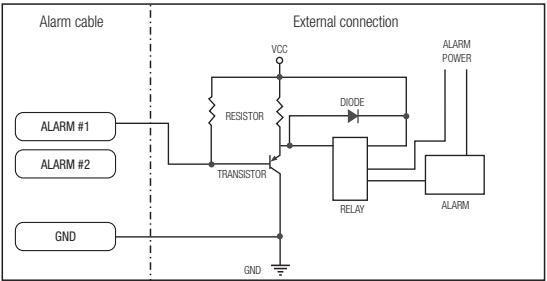 Alarm cable
External connection
ALARM
POWER
VCC
DIODE
RESISTOR
ALARM #1
ALARM #2
TRANSISTOR
RELAY
ALARM
GND
GND